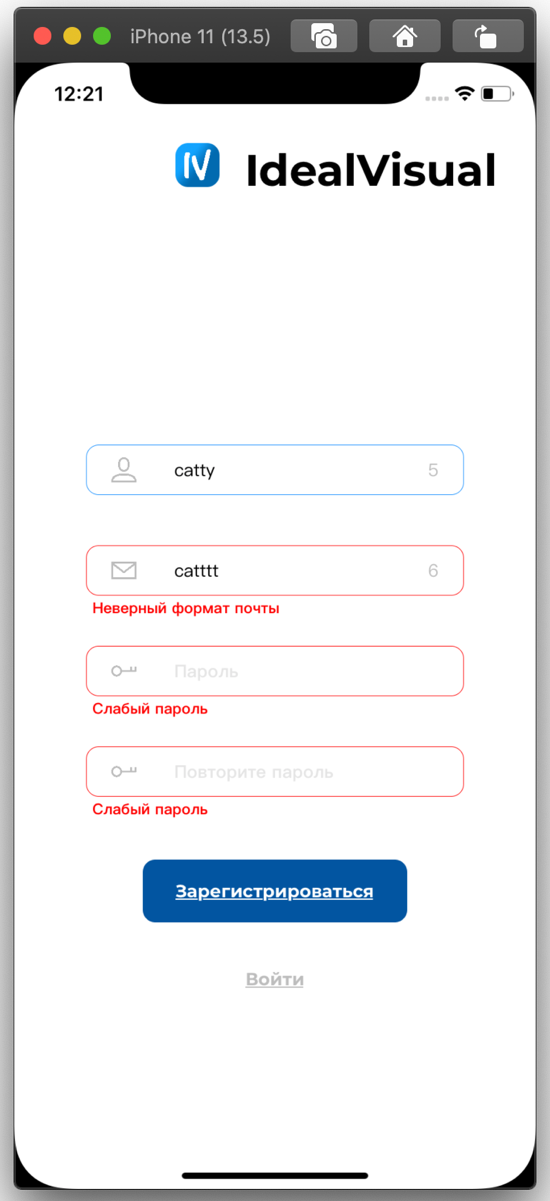 iPhone 11 (13.5)
12:21
IV IdealVisual
catty 5
catttt 6
Неверный формат почты
Пароль
Слабый пароль
Повторите пароль
Слабый пароль
Зарегистрироваться
Войти